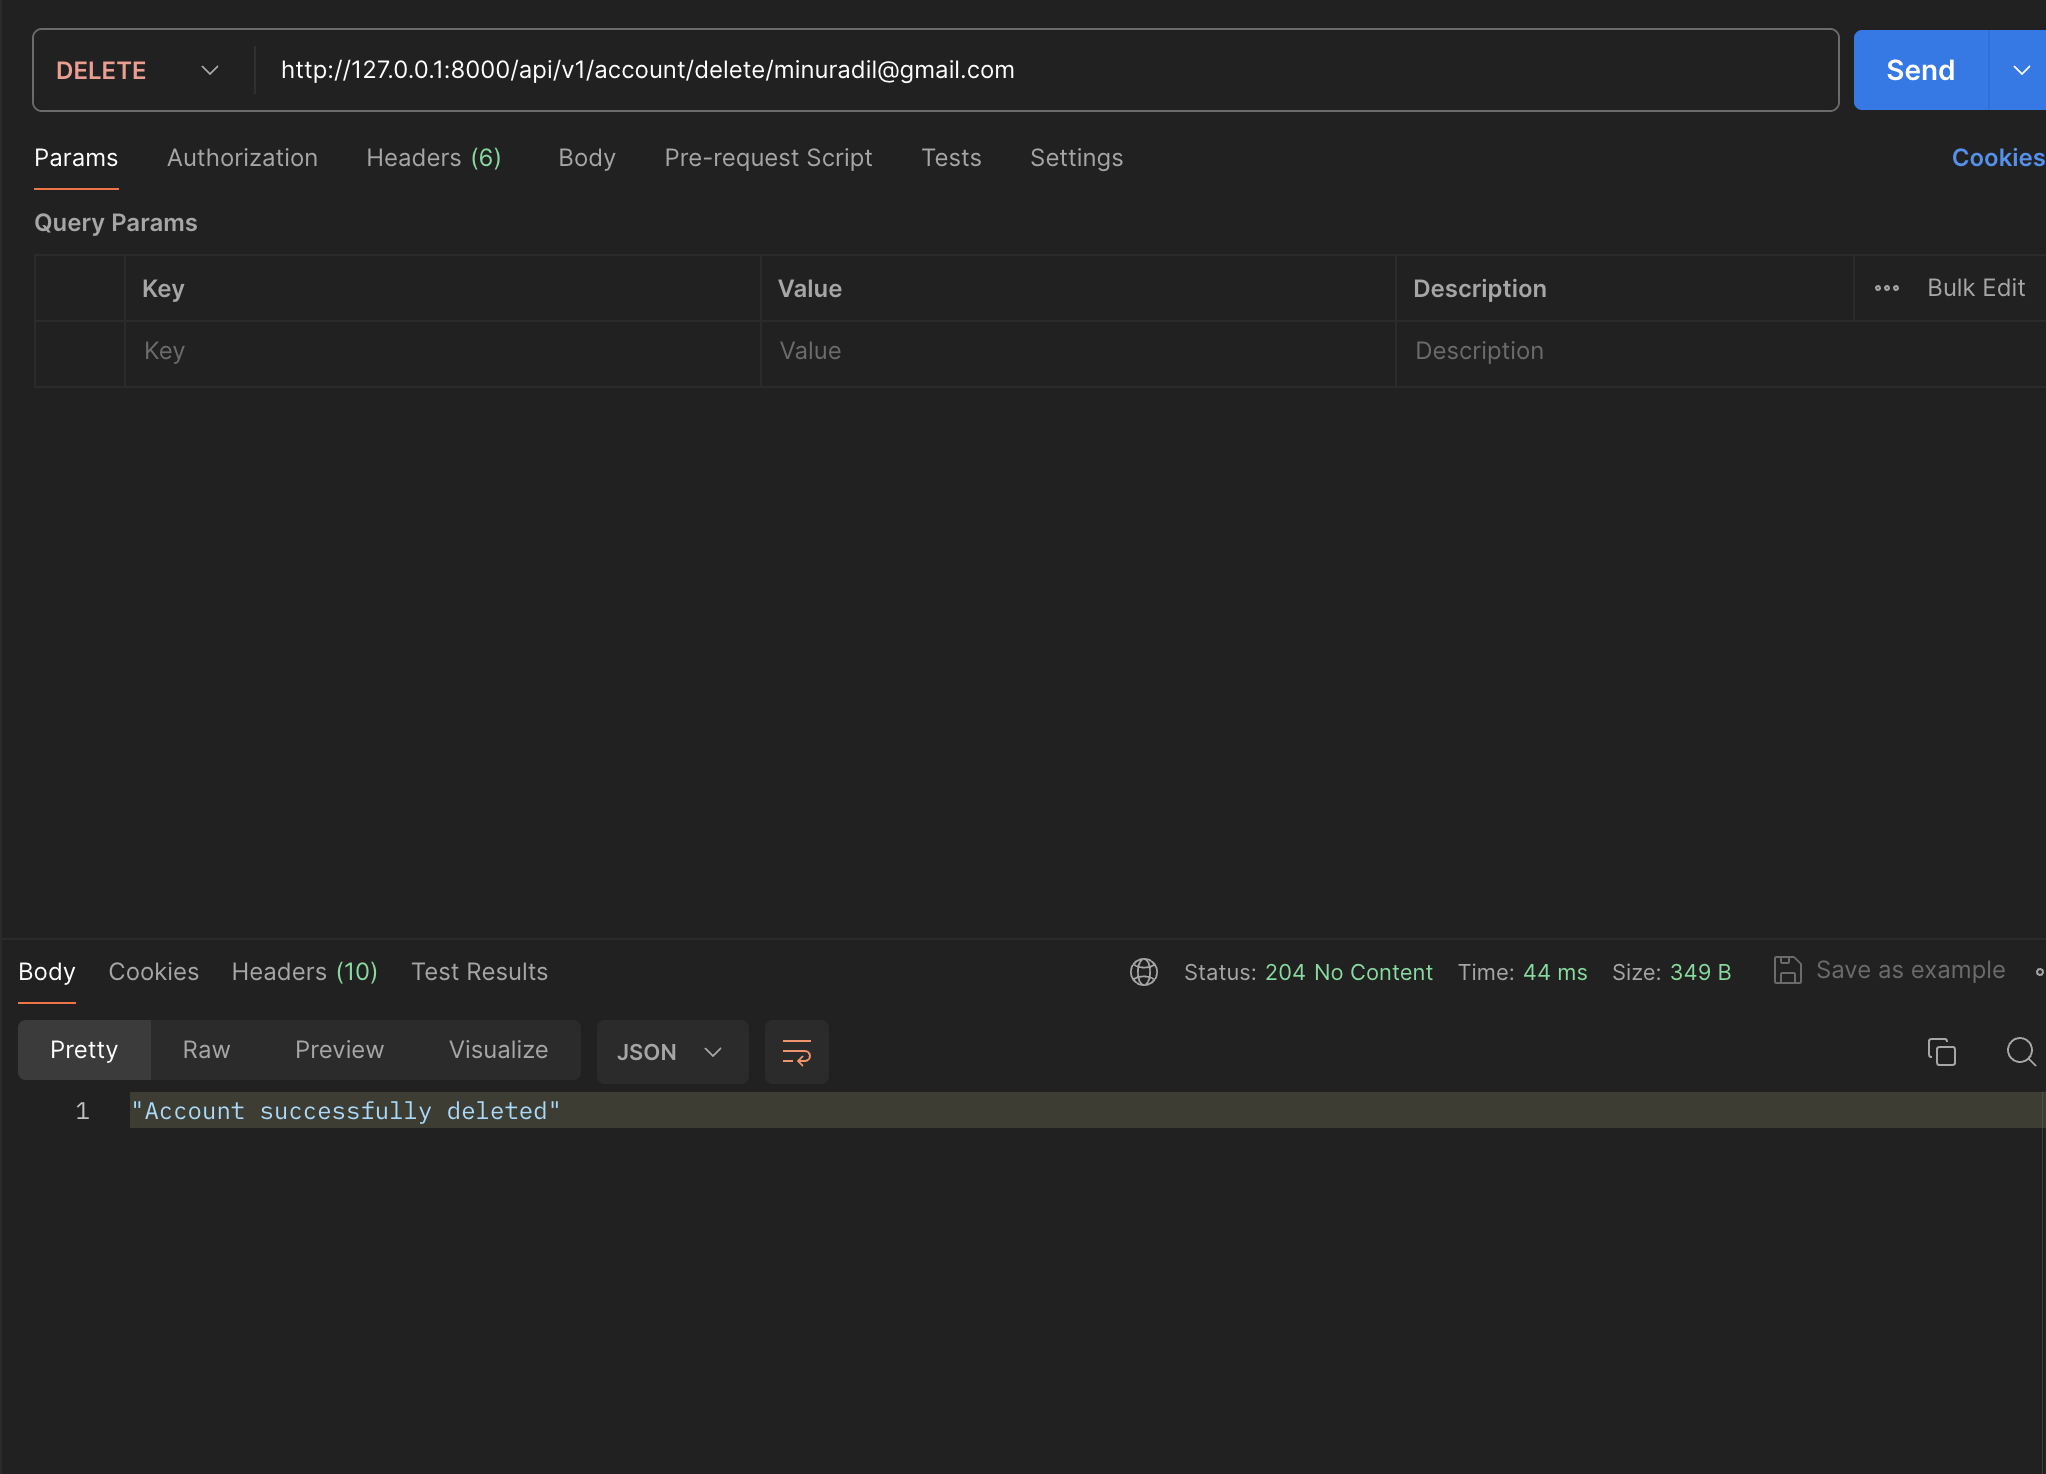 DELETE http://127.0.0.1:8000/api/v1/account/delete/minuradil@gmail.com Send
Params Authorization Headers (6) Body Pre-request Script Tests Settings Cookies
Query Params
Key Value Description Bulk Edit
Key Value Description
Body Cookies Headers (10) Test Results Status: 204 No Content Time: 44 ms Size: 349 B Save as example
Pretty Raw Preview Visualize JSON
1 "Account successfully deleted"